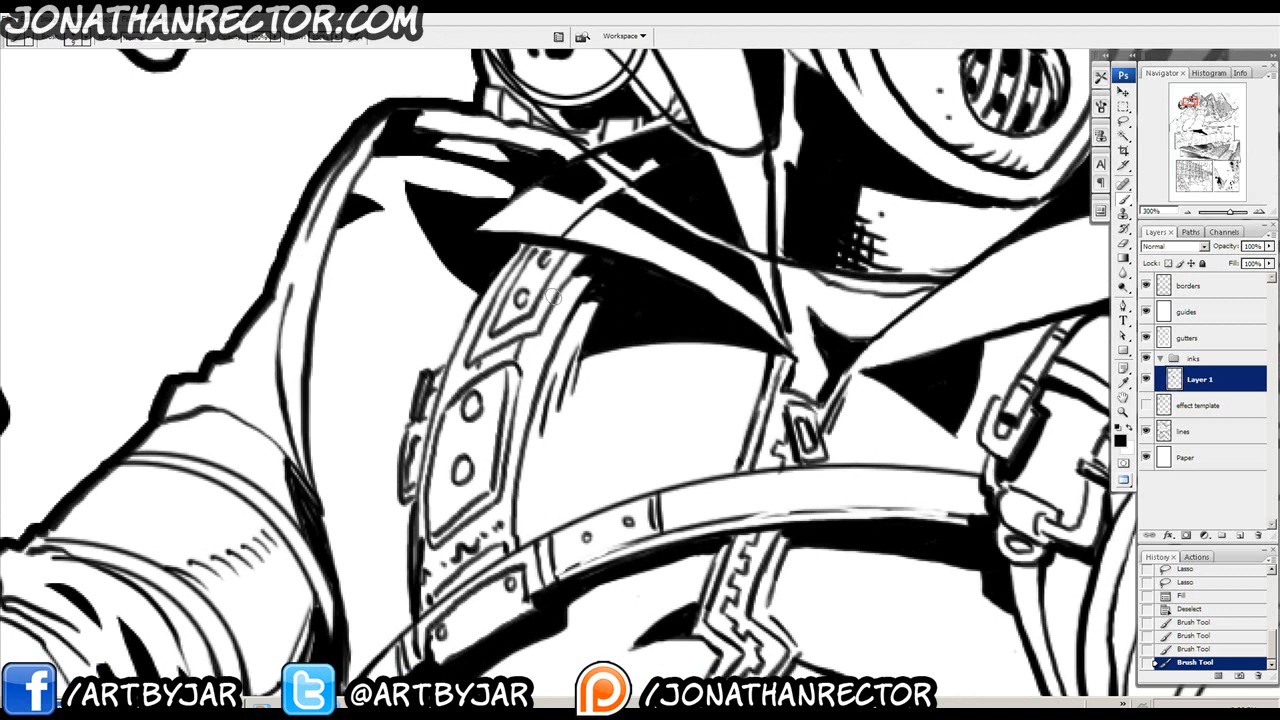 JONATHANRECTOR.COM
Workspace
Ps
Navigator × Histogram Info
300%
Layers × Paths Channels
Normal Opacity: 100%
Lock: Fill: 100%
borders
guides
gutters
inks
Layer 1
effect template
lines
Paper
History × Actions
Lasso
Lasso
Fill
Deselect
Brush Tool
Brush Tool
Brush Tool
Brush Tool
/ARTBYJAR @ARTBYJAR /JONATHANRECTOR